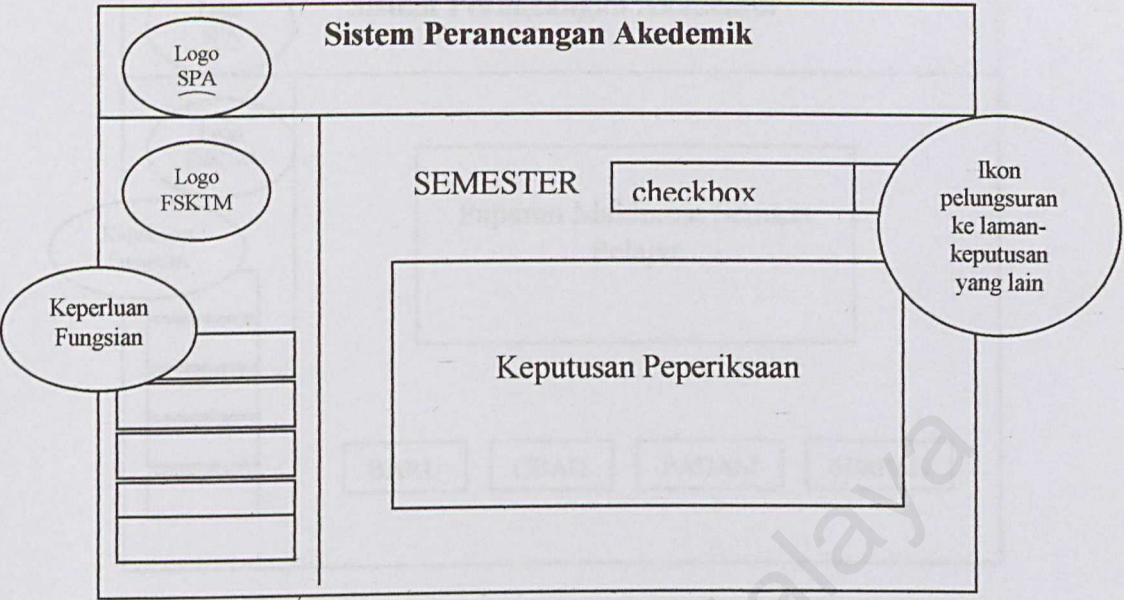 Sistem Perancangan Akedemik
Logo
SPA
Logo
FSKTM
SEMESTER
checkbox
Ikon
pelungsuran
ke laman-
keputusan
yang lain
Keperluan
Fungsian
Keputusan Peperiksaan